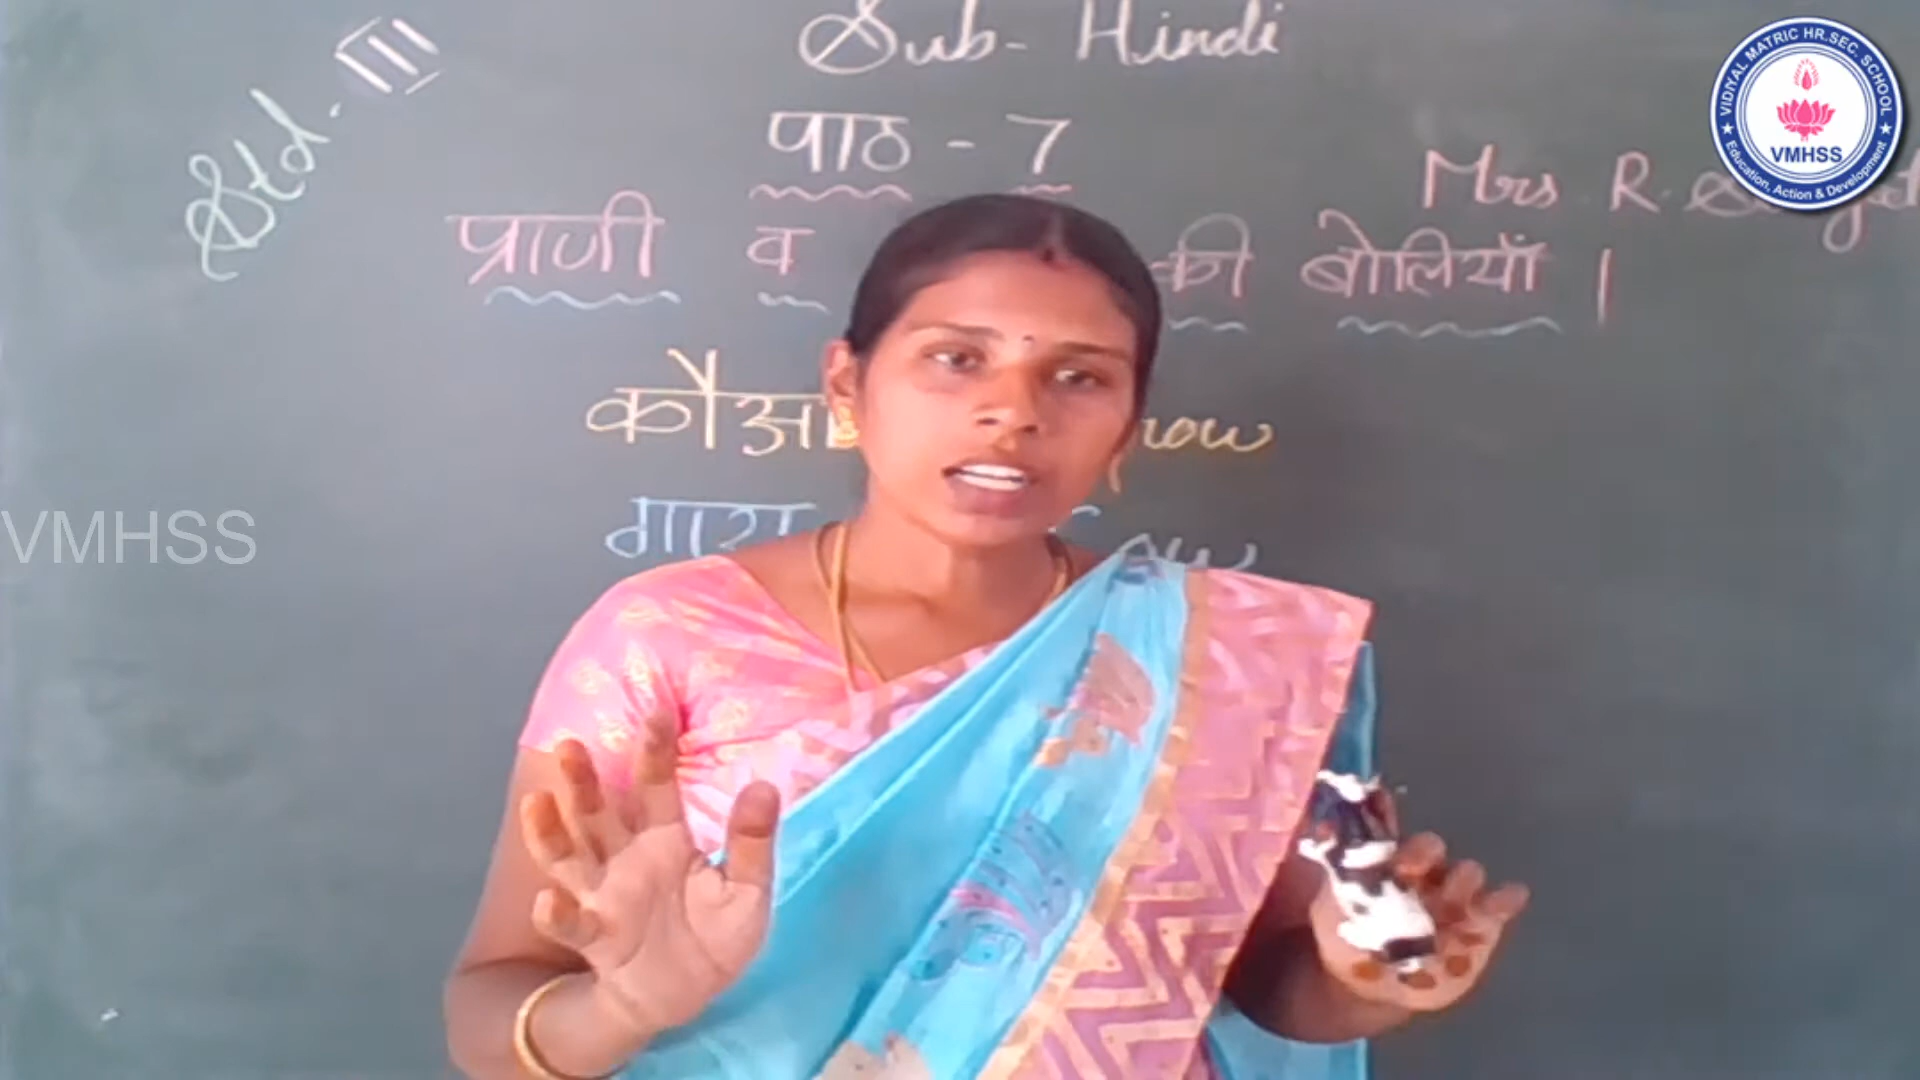 Std - III
Sub - Hindi
पाठ - 7
Mrs R.
प्राणी व की बोलियाँ ।
कौआ
गाय
VMHSS
VIDIYAL MATRIC HR.SEC. SCHOOL
VMHSS
Education, Action & Development